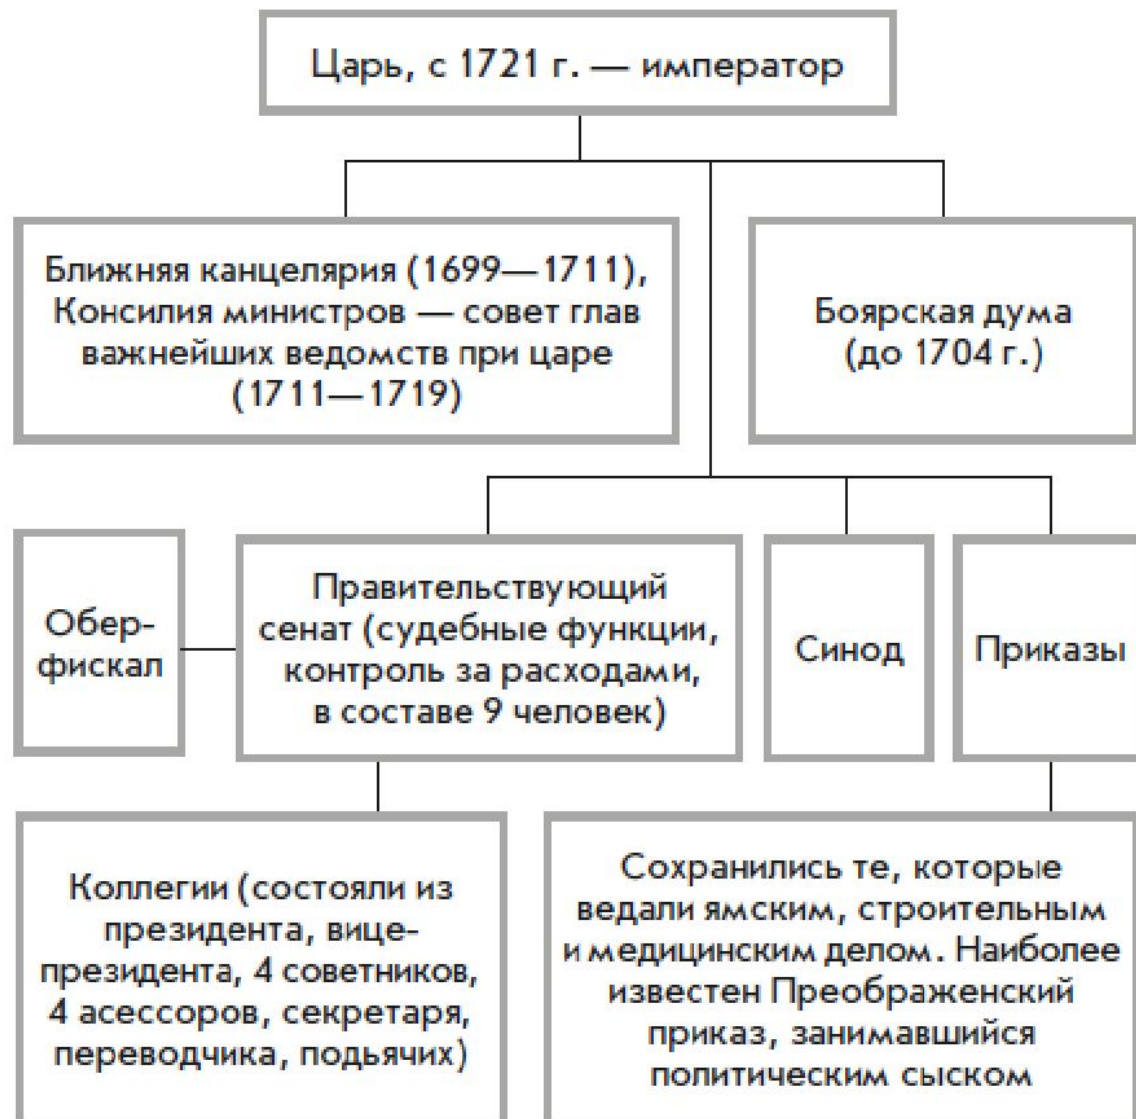 Царь, с 1721 г. — император
Ближняя канцелярия (1699—1711),
Консилия министров — совет глав
важнейших ведомств при царе
(1711—1719)
Боярская дума
(до 1704 г.)
Обер-
фискал
Правительствующий
сенат (судебные функции,
контроль за расходами,
в составе 9 человек)
Синод
Приказы
Коллегии (состояли из
президента, вице-
президента, 4 советников,
4 асессоров, секретаря,
переводчика, подьячих)
Сохранились те, которые
ведали ямским, строительным
и медицинским делом. Наиболее
известен Преображенский
приказ, занимавшийся
политическим сыском